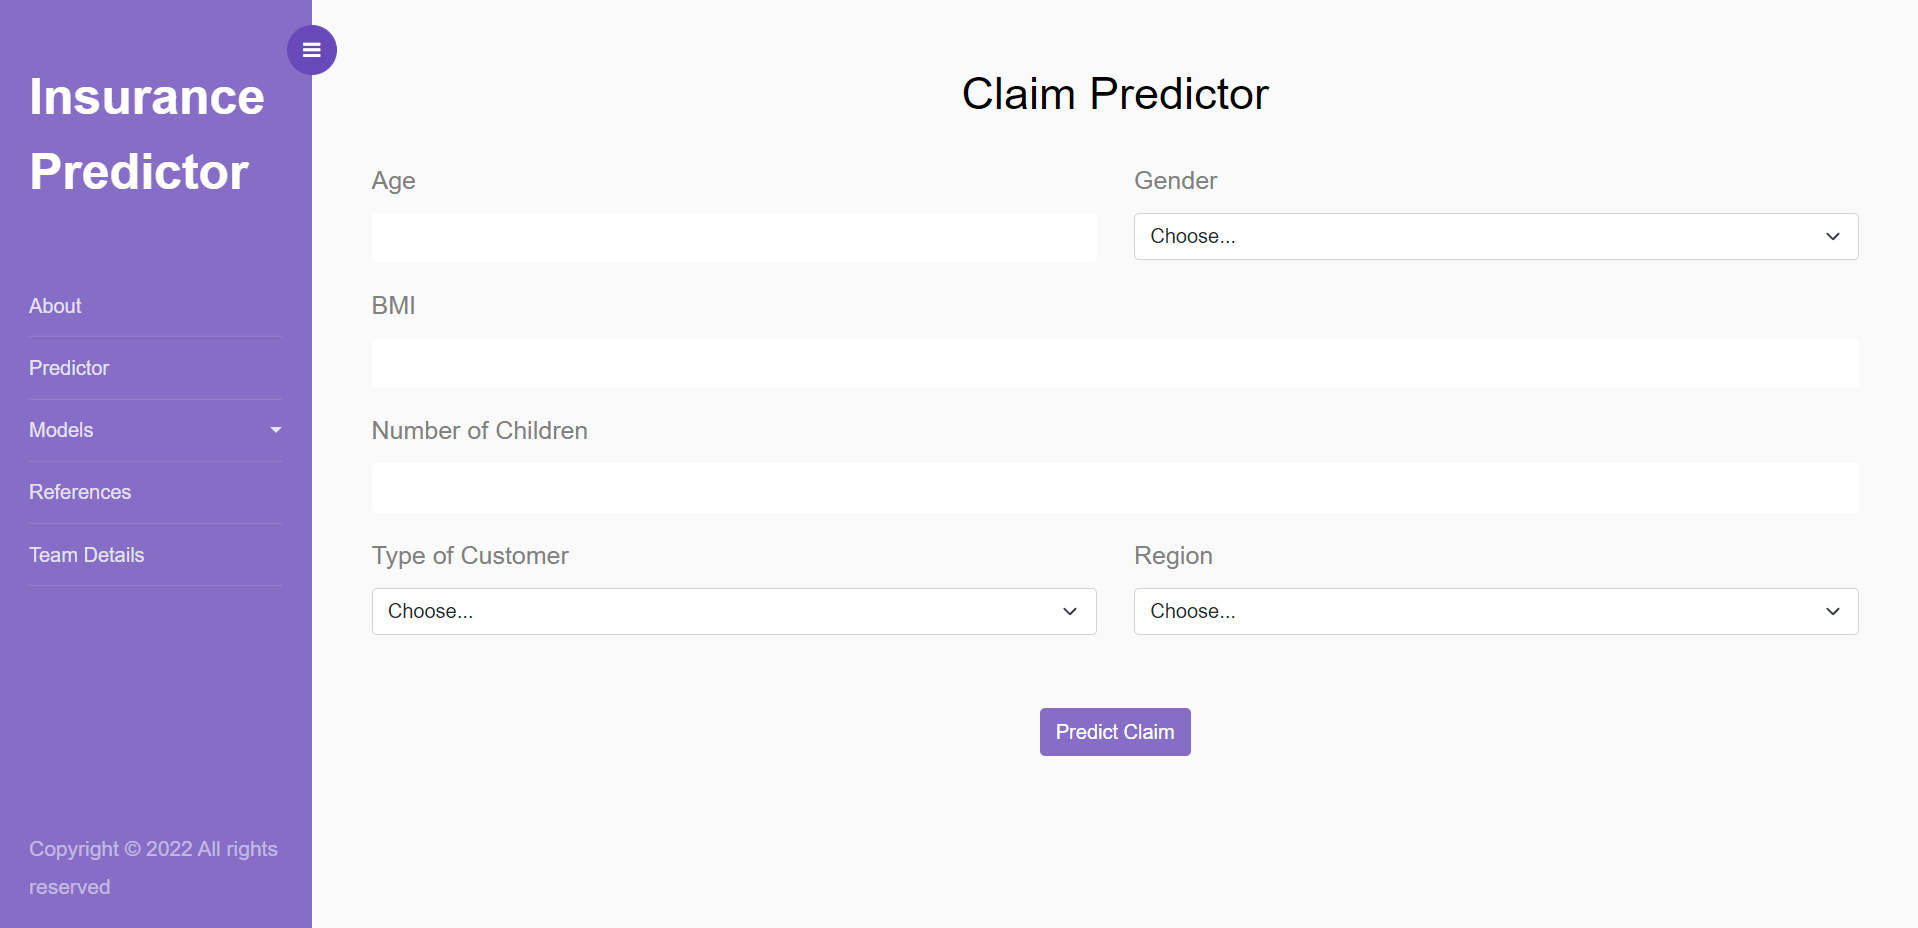 Insurance
Predictor
About
Predictor
Models
References
Team Details
Copyright © 2022 All rights
reserved
Claim Predictor
Age
Gender
Choose...
BMI
Number of Children
Type of Customer
Region
Choose...
Choose...
Predict Claim